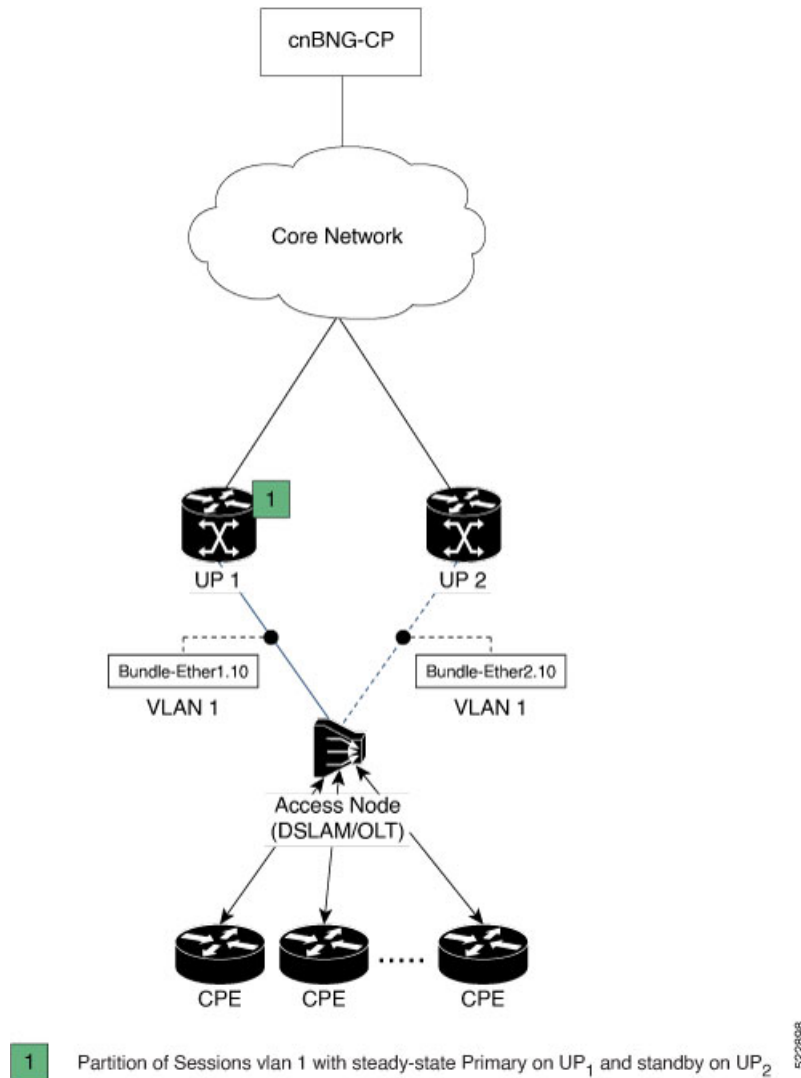 cnBNG-CP
Core Network
1
UP 1
UP 2
Bundle-Ether1.10
Bundle-Ether2.10
VLAN 1
VLAN 1
Access Node
(DSLAM/OLT)
CPE
CPE
CPE
1 Partition of Sessions vlan 1 with steady-state Primary on UP1 and standby on UP2
522898